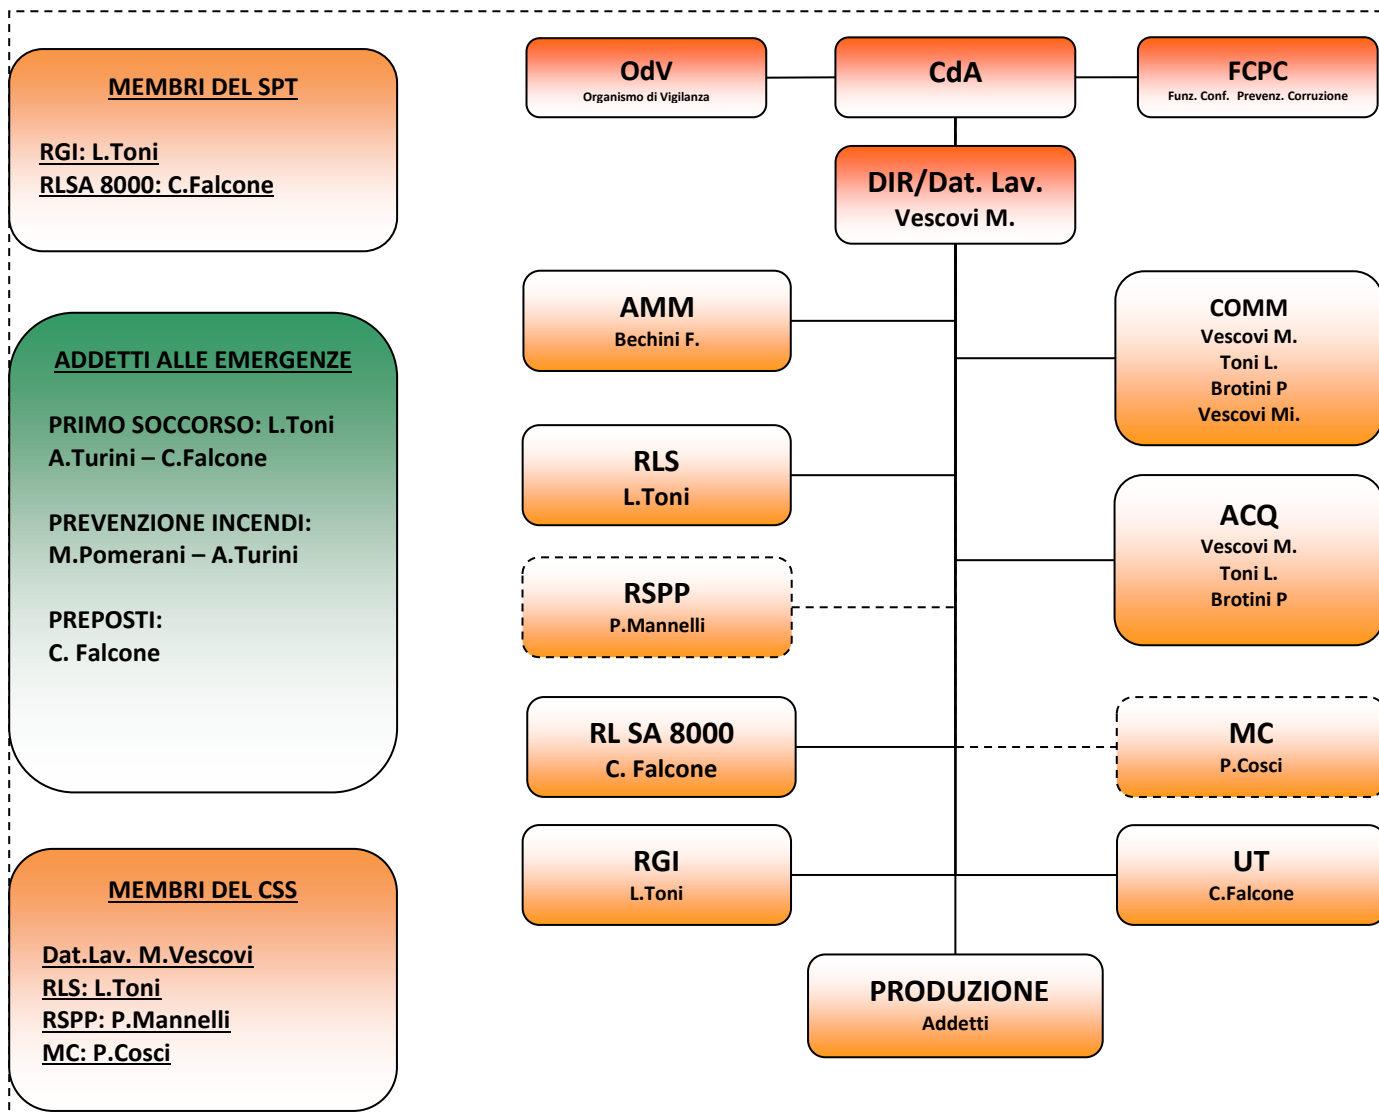 MEMBRI DEL SPT
RGI: L.Toni
RLSA 8000: C.Falcone
ADDETTI ALLE EMERGENZE
PRIMO SOCCORSO: L.Toni
A.Turini – C.Falcone
PREVENZIONE INCENDI:
M.Pomerani – A.Turini
PREPOSTI:
C. Falcone
MEMBRI DEL CSS
Dat.Lav. M.Vescovi
RLS: L.Toni
RSPP: P.Mannelli
MC: P.Cosci
OdV
Organismo di Vigilanza
CdA
FCPC
Funz. Conf. Prevenz. Corruzione
DIR/Dat. Lav.
Vescovi M.
AMM
Bechini F.
COMM
Vescovi M.
Toni L.
Brotini P
Vescovi Mi.
RLS
L.Toni
ACQ
Vescovi M.
Toni L.
Brotini P
RSPP
P.Mannelli
RL SA 8000
C. Falcone
MC
P.Cosci
RGI
L.Toni
UT
C.Falcone
PRODUZIONE
Addetti